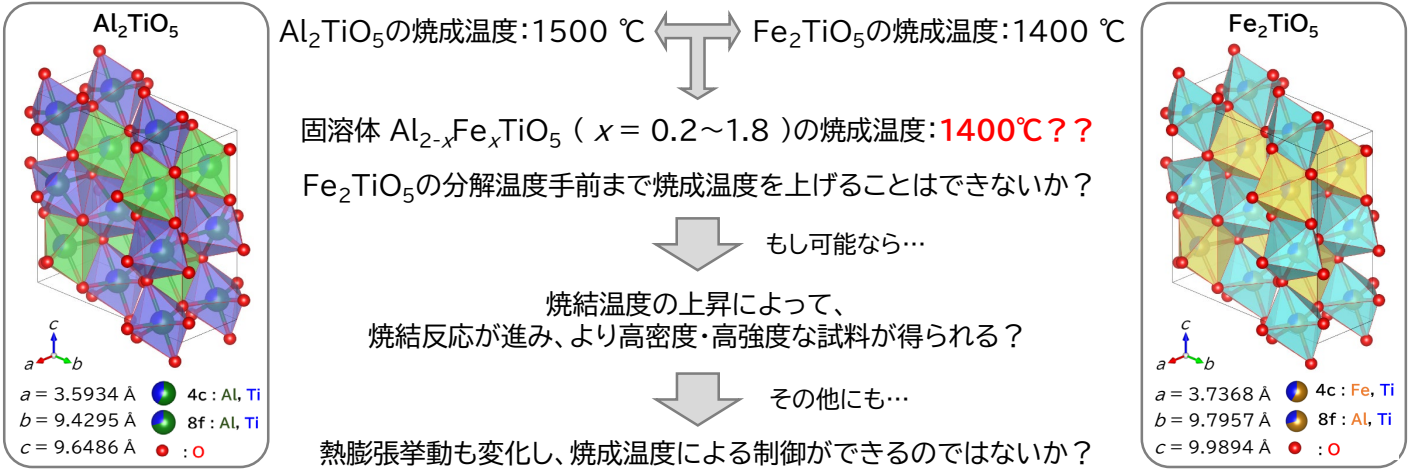 Al₂TiO₅
Al₂TiO₅の焼成温度：1500 ℃
Fe₂TiO₅の焼成温度：1400 ℃
固溶体 Al₂₋ₓFeₓTiO₅ ( x = 0.2～1.8 )の焼成温度：1400℃？？
Fe₂TiO₅の分解温度手前まで焼成温度を上げることはできないか？
もし可能なら…
焼結温度の上昇によって、
焼結反応が進み、より高密度・高強度な試料が得られる？
その他にも…
熱膨張挙動も変化し、焼成温度による制御ができるのではないか？
c
a
b
a = 3.5934 Å
b = 9.4295 Å
c = 9.6486 Å
4c : Al, Ti
8f : Al, Ti
: O
Fe₂TiO₅
c
a
b
a = 3.7368 Å
b = 9.7957 Å
c = 9.9894 Å
4c : Fe, Ti
8f : Al, Ti
: O